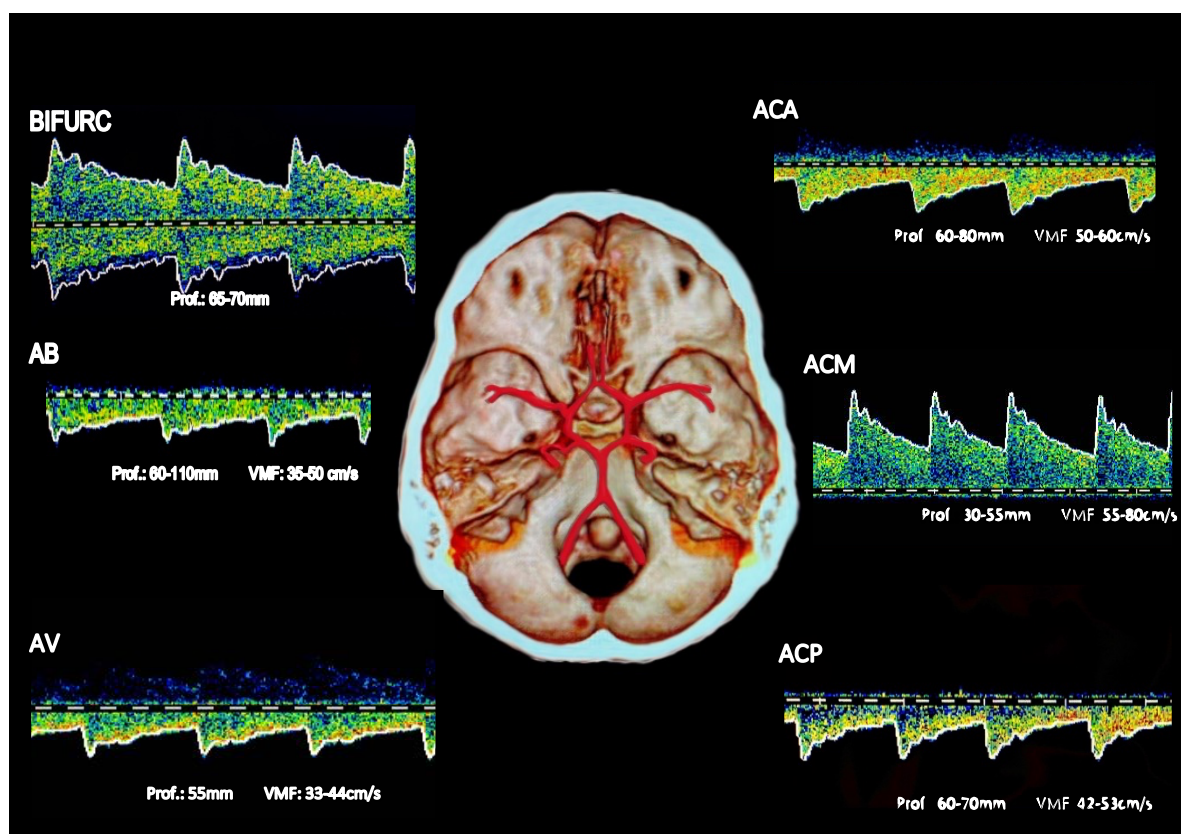 BIFURC
Prof.: 65-70mm
AB
Prof.: 60-110mm VMF: 35-50 cm/s
AV
Prof.: 55mm VMF: 33-44cm/s
ACA
Prof 60-80mm VMF 50-60cm/s
ACM
Prof 30-55mm VMF 55-80cm/s
ACP
Prof 60-70mm VMF 42-53cm/s